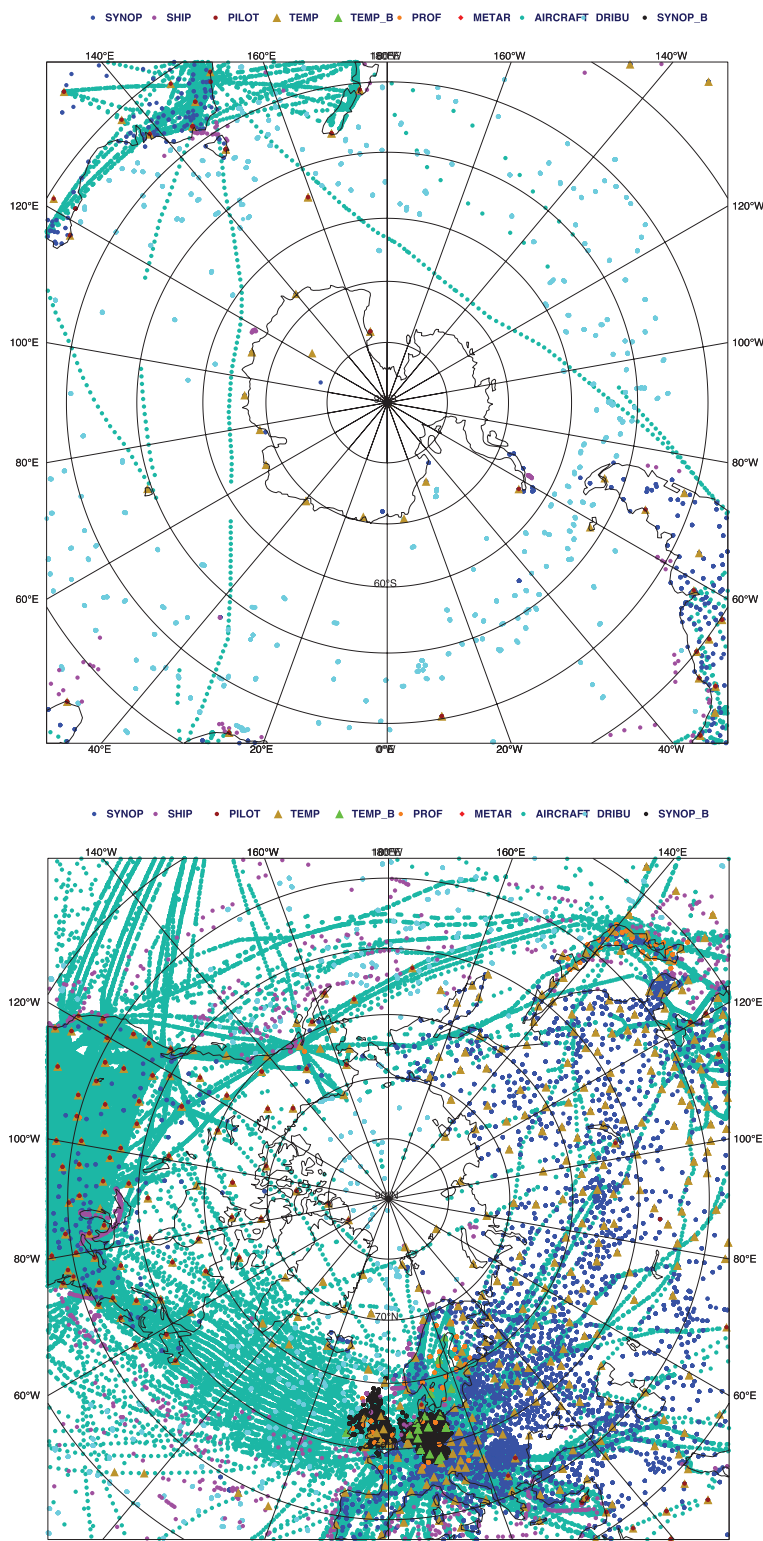 SYNOP SHIP PILOT TEMP TEMP_B PROF METAR AIRCRAFT DRIBU SYNOP_B
140°E 160°E 160°W 140°W
120°E 120°W
100°E 100°W
80°E 80°W
60°S
60°E 60°W
40°E 20°E 20°W 40°W
SYNOP SHIP PILOT TEMP TEMP_B PROF METAR AIRCRAFT DRIBU SYNOP_B
140°W 160°W 160°E 140°E
120°W 120°E
100°W 100°E
80°W 80°E
70°N
60°W 60°E